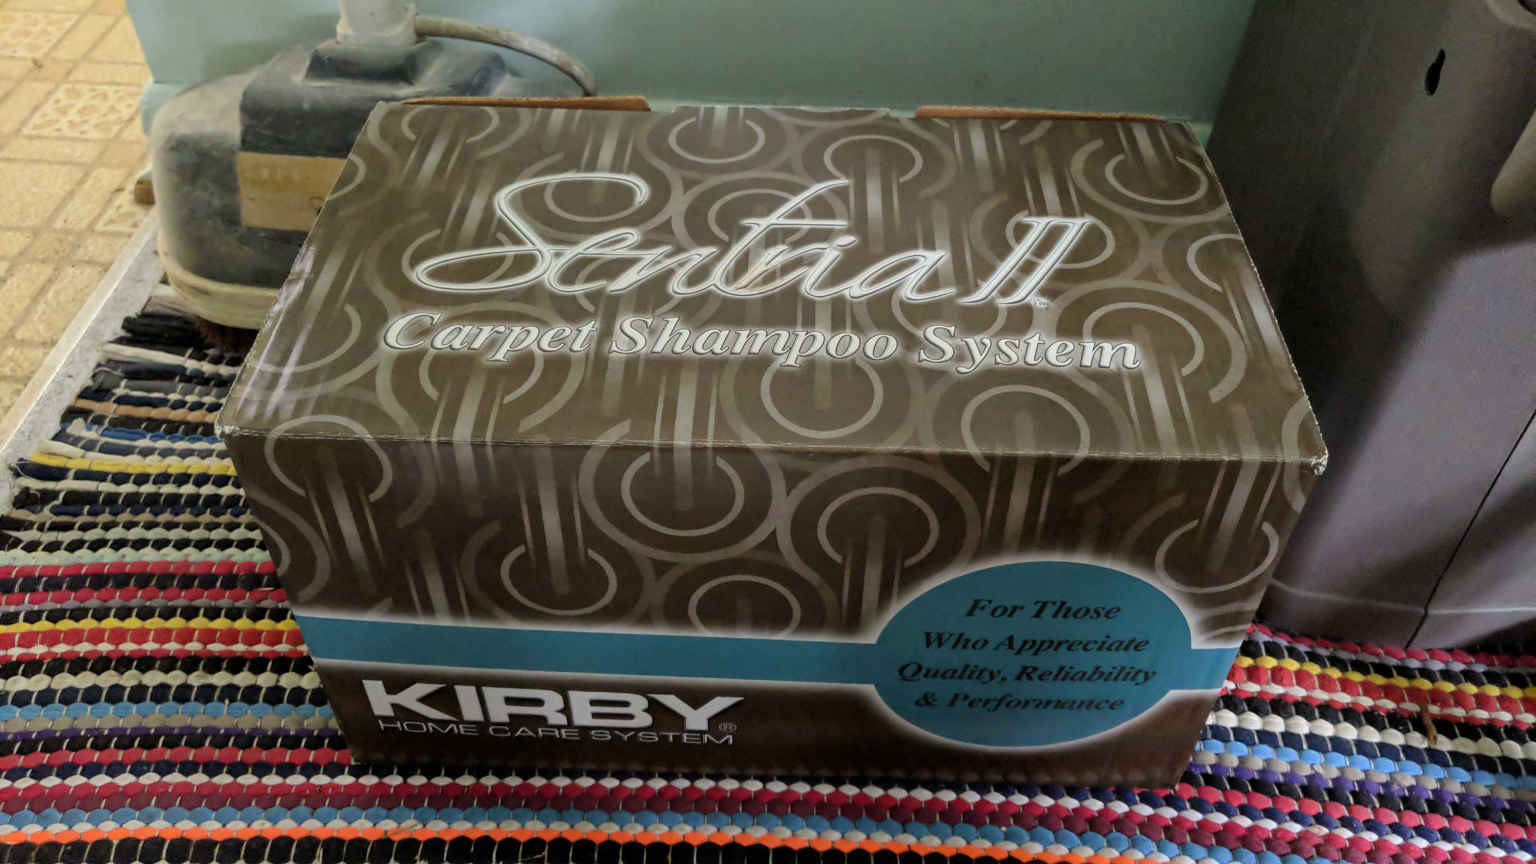 Sentria II
Carpet Shampoo System
For Those
Who Appreciate
Quality, Reliability
& Performance
KIRBY®
HOME CARE SYSTEM